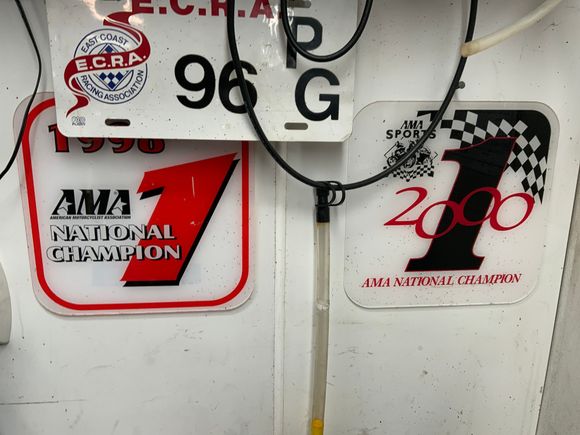 E.C.R.A.
EAST COAST
E.C.R.A.
RACING ASSOCIATION
96
P
G
1998
AMA
AMERICAN MOTORCYCLIST ASSOCIATION
NATIONAL
CHAMPION
1
AMA
SPORTS
1
2000
AMA NATIONAL CHAMPION